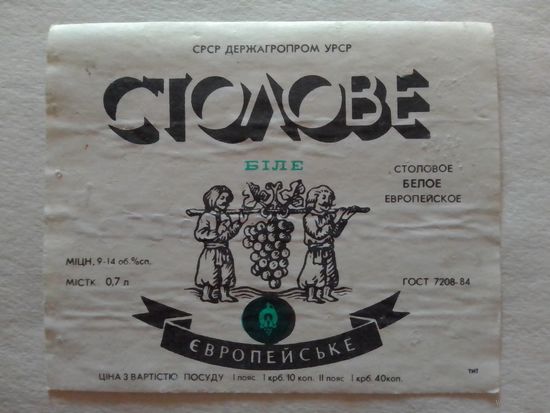 СРСР ДЕРЖАГРОПРОМ УРСР
СТОЛОВЕ
БІЛЕ
СТОЛОВОЕ
БЕЛОЕ
ЕВРОПЕЙСКОЕ
МІЦН. 9-14 об.%сп.
МІСТК. 0,7 л
ГОСТ 7208-84
ЄВРОПЕЙСЬКЕ
ЦІНА З ВАРТІСТЮ ПОСУДУ І пояс 1 крб. 10 коп. ІІ пояс 1 крб. 40коп.